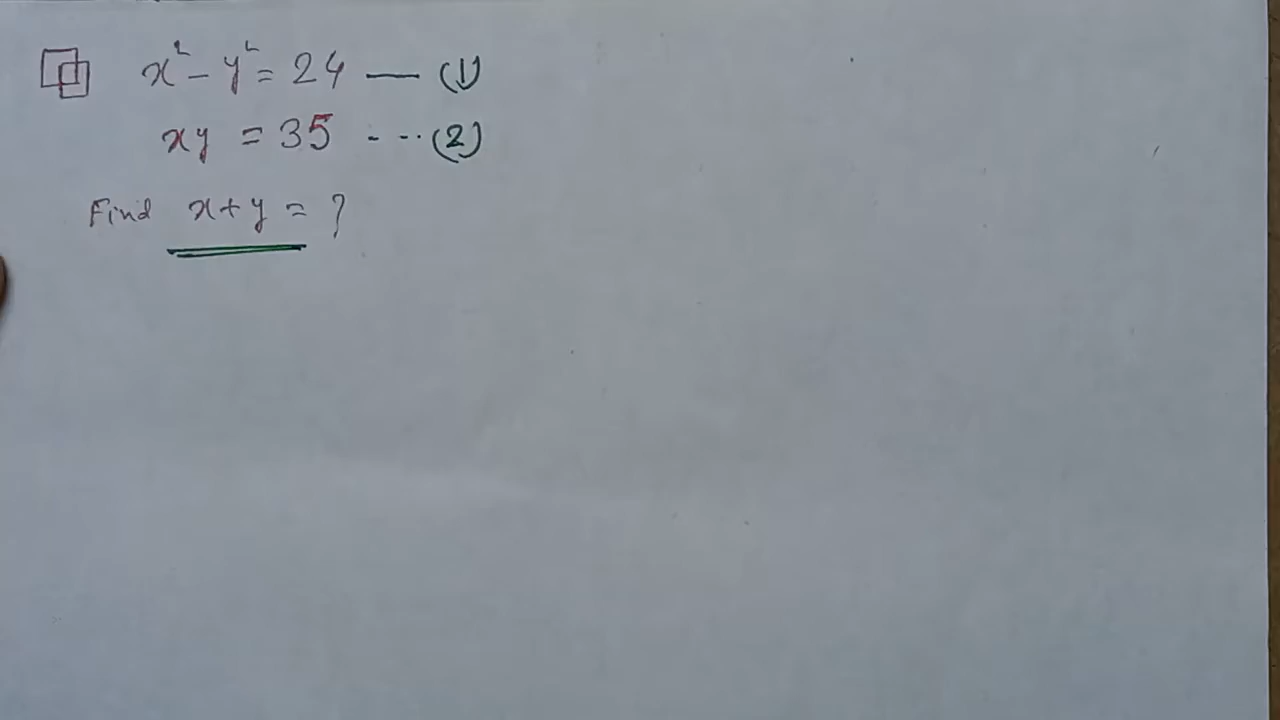 x² - y² = 24 — (1)
xy = 35 - ... (2)
Find x + y = ?